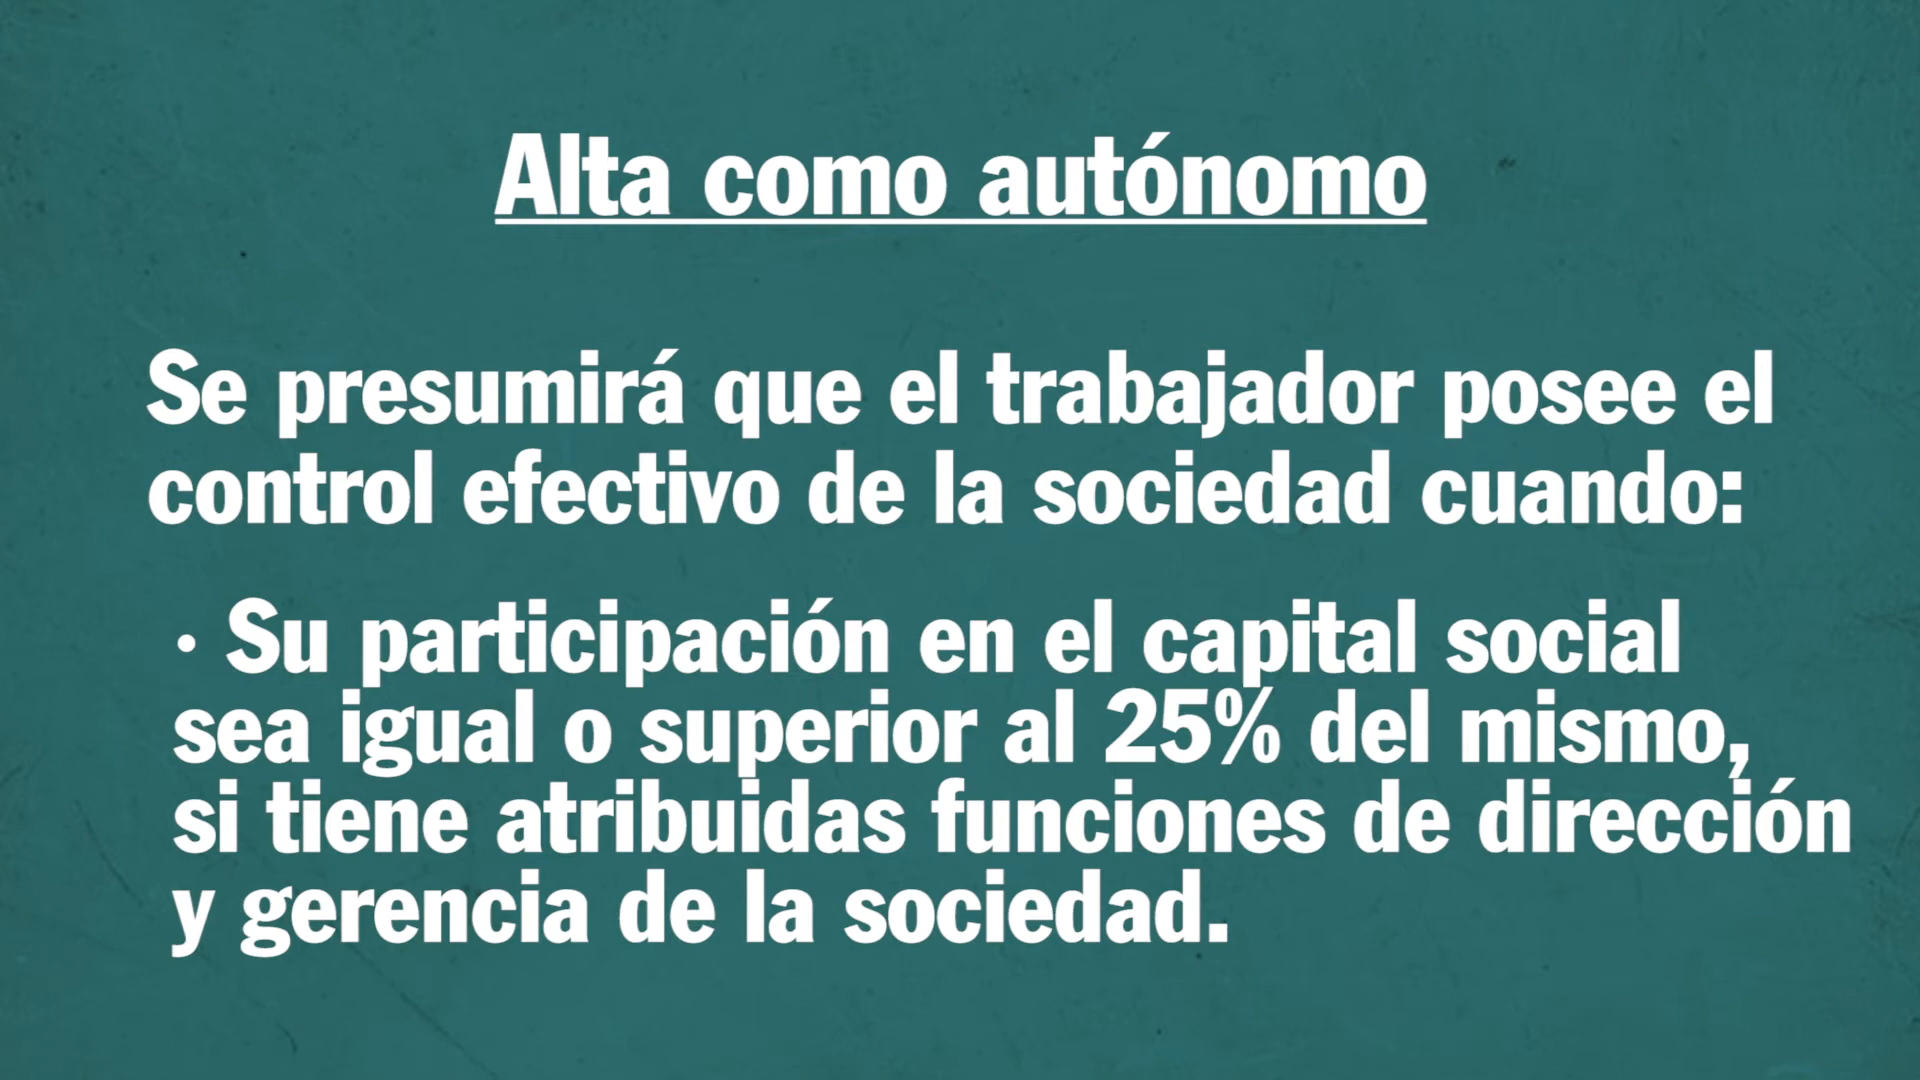 Alta como autónomo
Se presumirá que el trabajador posee el
control efectivo de la sociedad cuando:
· Su participación en el capital social
sea igual o superior al 25% del mismo,
si tiene atribuidas funciones de dirección
y gerencia de la sociedad.